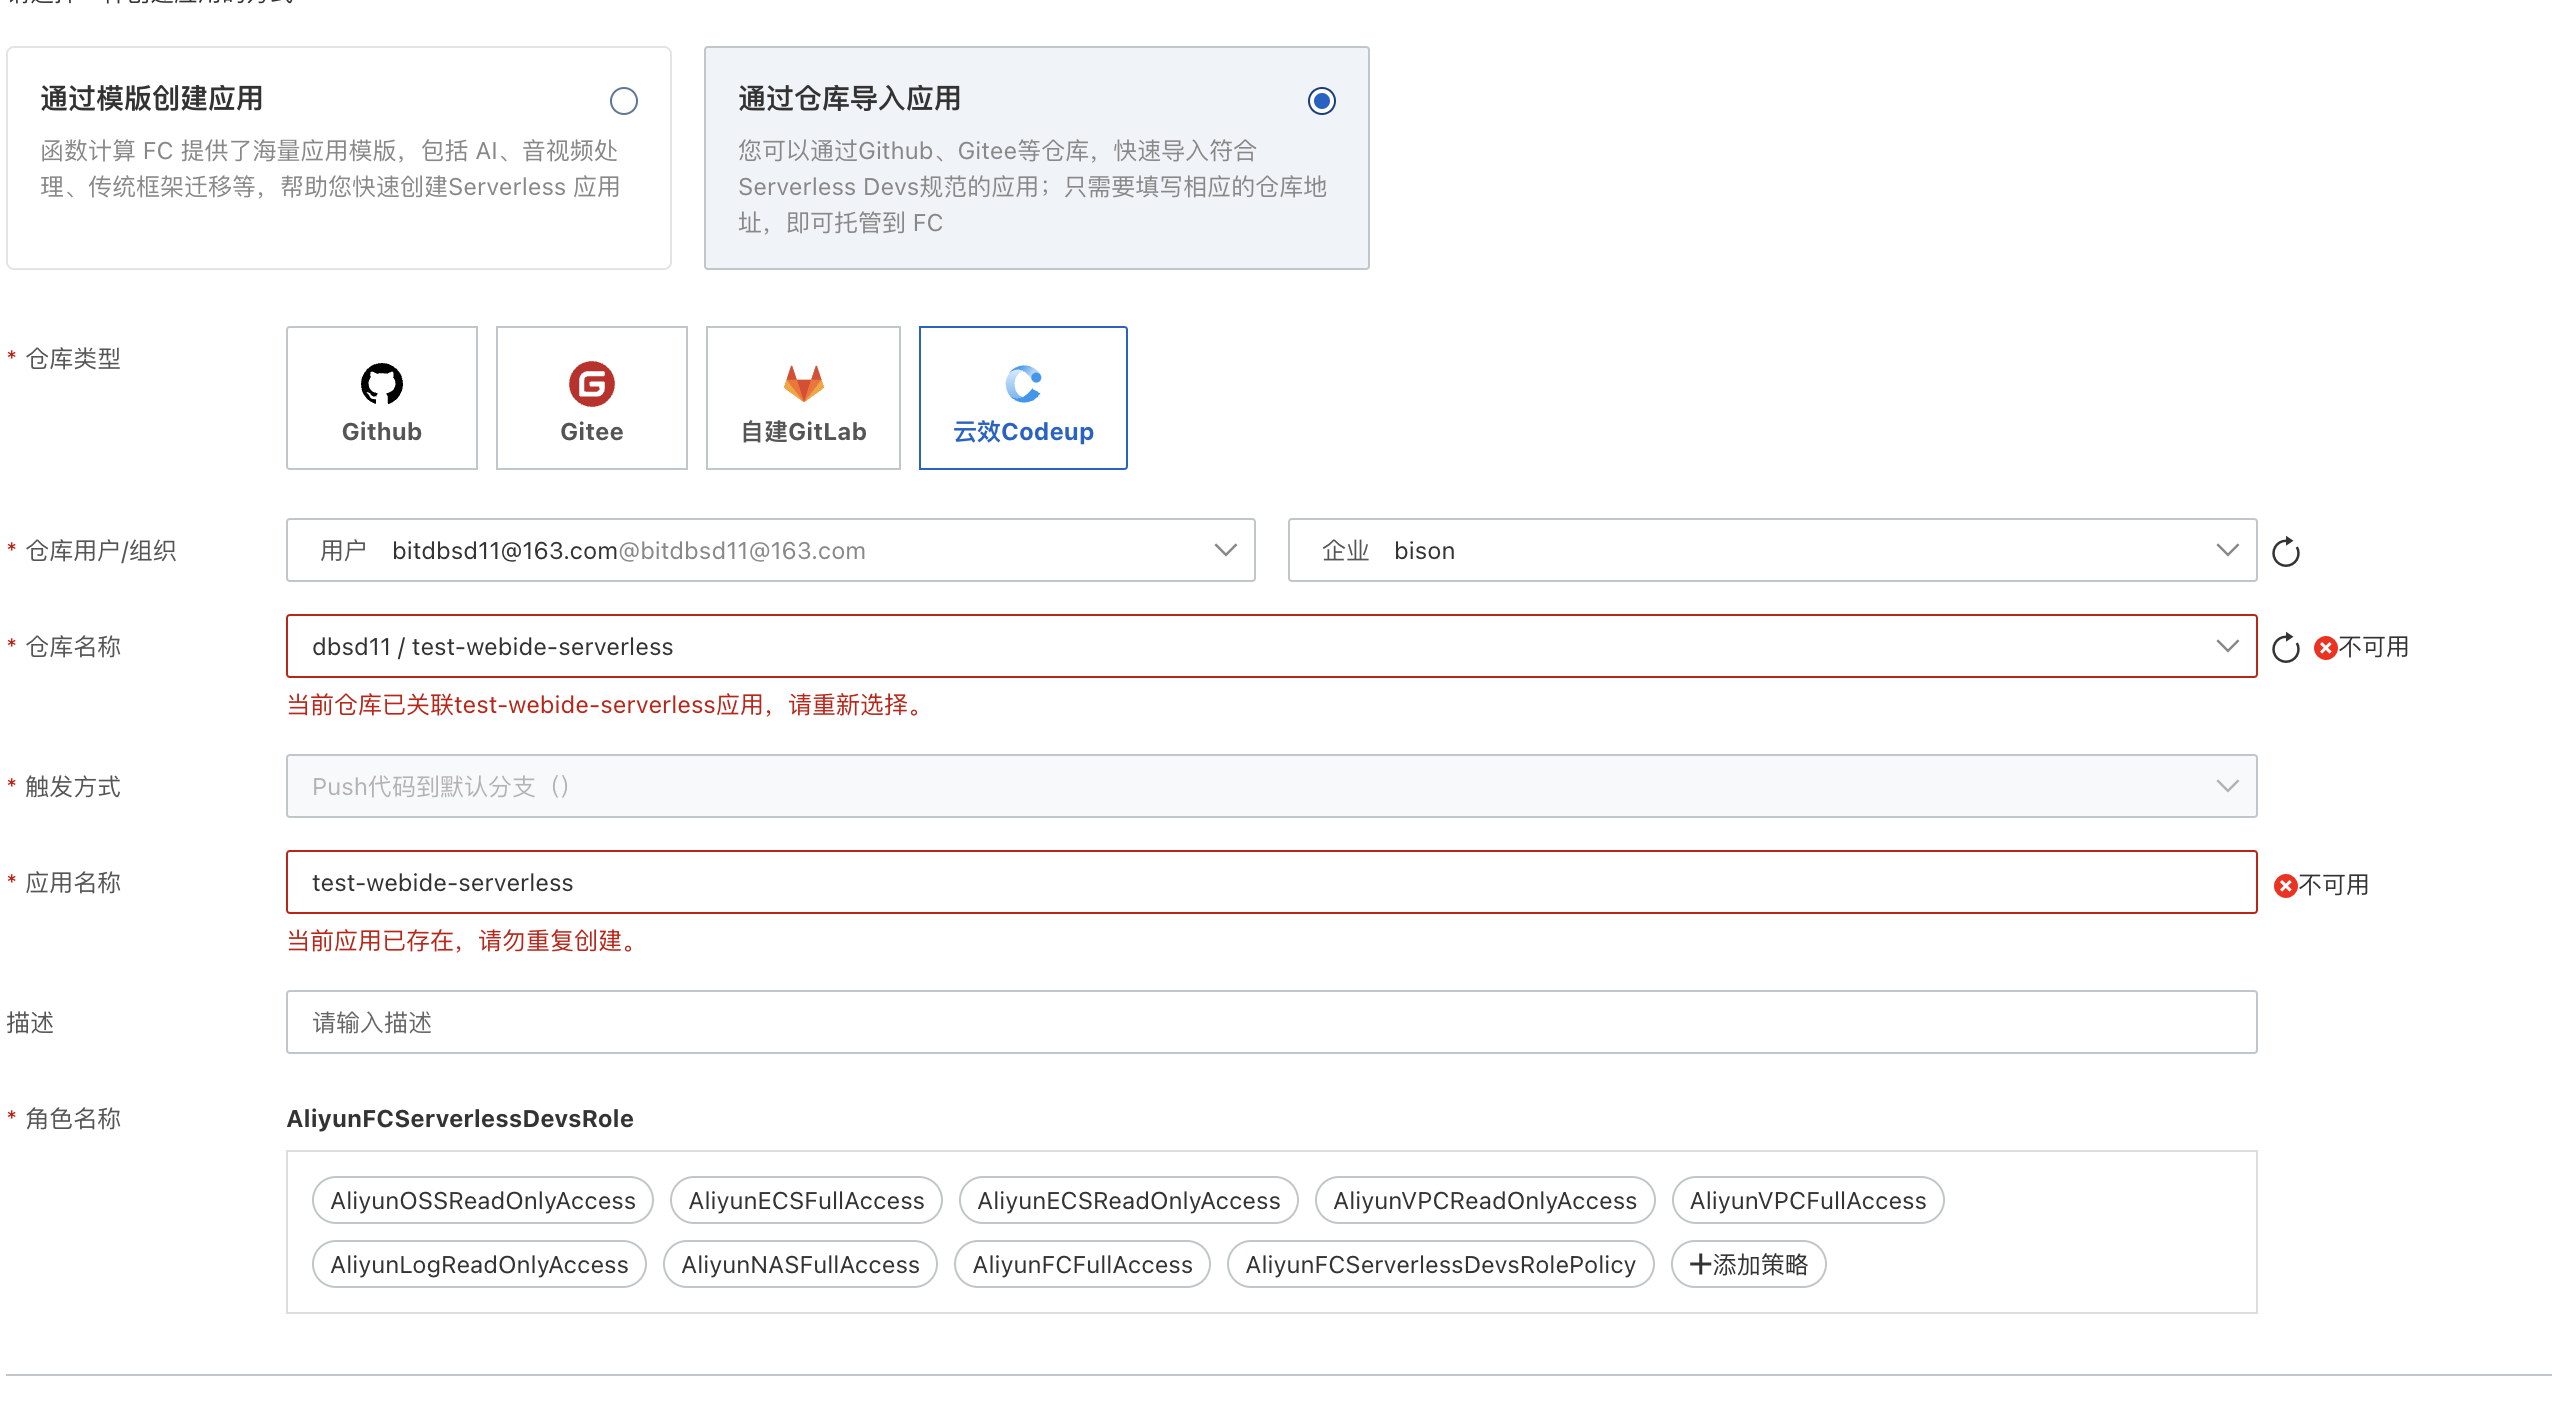 通过模版创建应用
函数计算 FC 提供了海量应用模版，包括 AI、音视频处
理、传统框架迁移等，帮助您快速创建Serverless 应用
通过仓库导入应用
您可以通过Github、Gitee等仓库，快速导入符合
Serverless Devs规范的应用；只需要填写相应的仓库地
址，即可托管到 FC
* 仓库类型
Github
Gitee
自建GitLab
云效Codeup
* 仓库用户/组织
用户 bitdbsd11@163.com@bitdbsd11@163.com
企业 bison
* 仓库名称
dbsd11 / test-webide-serverless
不可用
当前仓库已关联test-webide-serverless应用，请重新选择。
* 触发方式
Push代码到默认分支（）
* 应用名称
test-webide-serverless
不可用
当前应用已存在，请勿重复创建。
描述
请输入描述
* 角色名称
AliyunFCServerlessDevsRole
AliyunOSSReadOnlyAccess AliyunECSFullAccess AliyunECSReadOnlyAccess AliyunVPCReadOnlyAccess AliyunVPCFullAccess
AliyunLogReadOnlyAccess AliyunNASFullAccess AliyunFCFullAccess AliyunFCServerlessDevsRolePolicy +添加策略